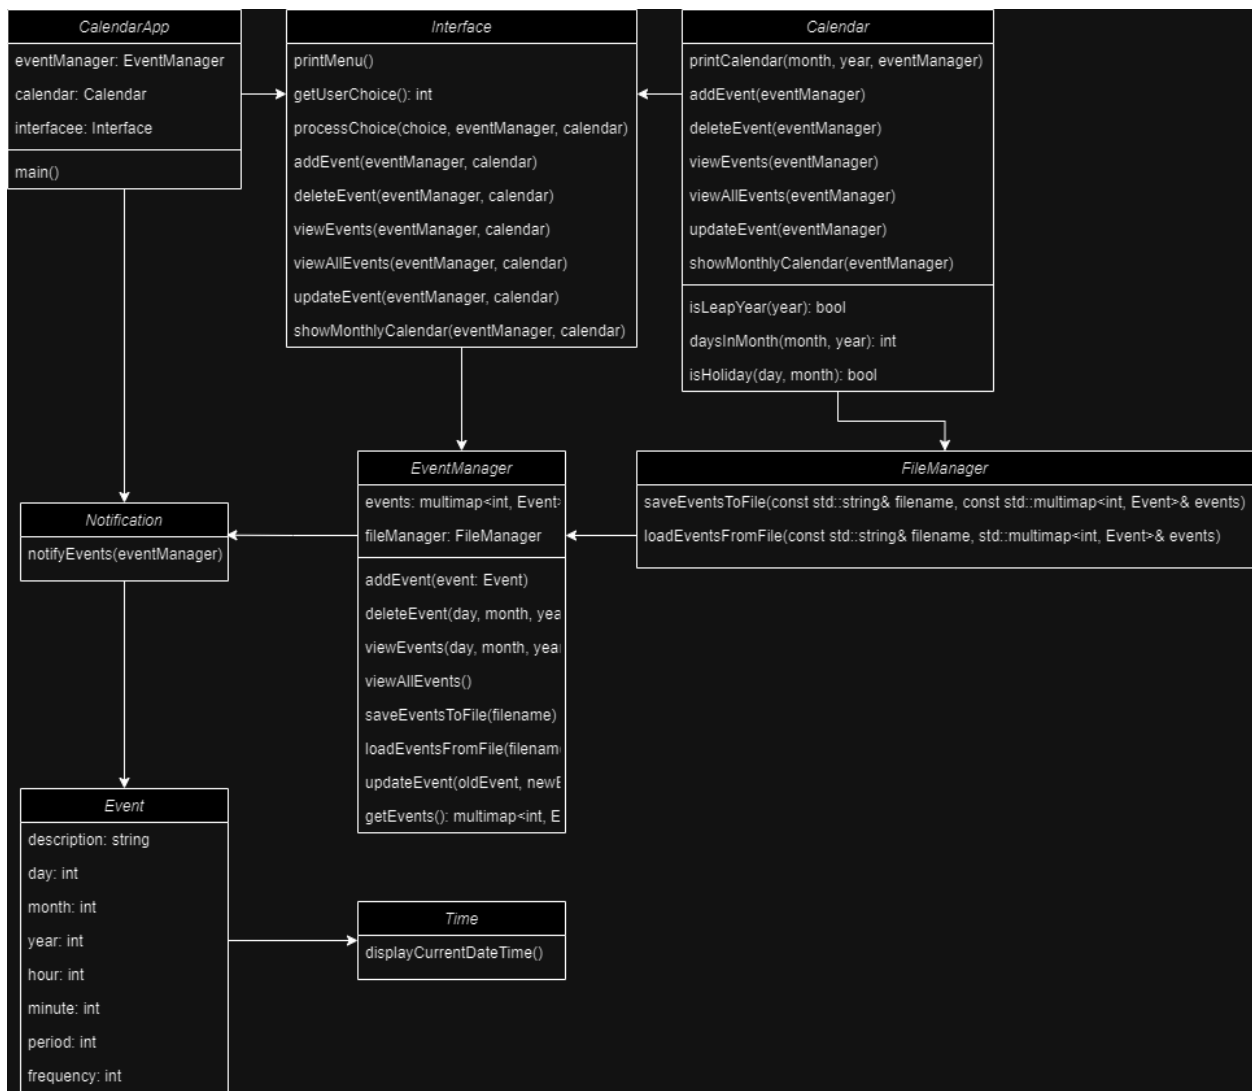 CalendarApp
eventManager: EventManager
calendar: Calendar
interfacee: Interface
main()
Interface
printMenu()
getUserChoice(): int
processChoice(choice, eventManager, calendar)
addEvent(eventManager, calendar)
deleteEvent(eventManager, calendar)
viewEvents(eventManager, calendar)
viewAllEvents(eventManager, calendar)
updateEvent(eventManager, calendar)
showMonthlyCalendar(eventManager, calendar)
Calendar
printCalendar(month, year, eventManager)
addEvent(eventManager)
deleteEvent(eventManager)
viewEvents(eventManager)
viewAllEvents(eventManager)
updateEvent(eventManager)
showMonthlyCalendar(eventManager)
isLeapYear(year): bool
daysInMonth(month, year): int
isHoliday(day, month): bool
Notification
notifyEvents(eventManager)
EventManager
events: multimap<int, Event>
fileManager: FileManager
addEvent(event: Event)
deleteEvent(day, month, yea
viewEvents(day, month, yea
viewAllEvents()
saveEventsToFile(filename)
loadEventsFromFile(filenam
updateEvent(oldEvent, newE
getEvents(): multimap<int, E
FileManager
saveEventsToFile(const std::string& filename, const std::multimap<int, Event>& events)
loadEventsFromFile(const std::string& filename, std::multimap<int, Event>& events)
Event
description: string
day: int
month: int
year: int
hour: int
minute: int
period: int
frequency: int
Time
displayCurrentDateTime()